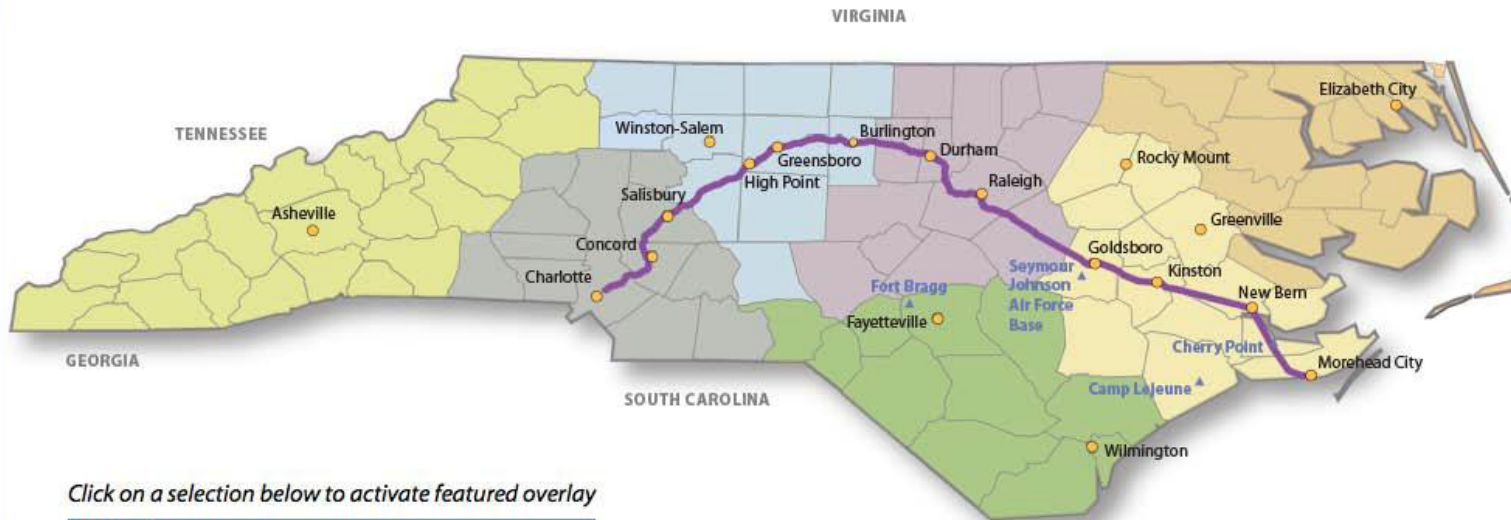 VIRGINIA
Elizabeth City
TENNESSEE
Winston-Salem
Burlington
Greensboro
Durham
Rocky Mount
High Point
Raleigh
Salisbury
Asheville
Greenville
Concord
Goldsboro
Charlotte
Seymour
Johnson
Air Force
Base
Kinston
Fort Bragg
New Bern
Fayetteville
Cherry Point
GEORGIA
Morehead City
Camp Lejeune
SOUTH CAROLINA
Wilmington
Click on a selection below to activate featured overlay